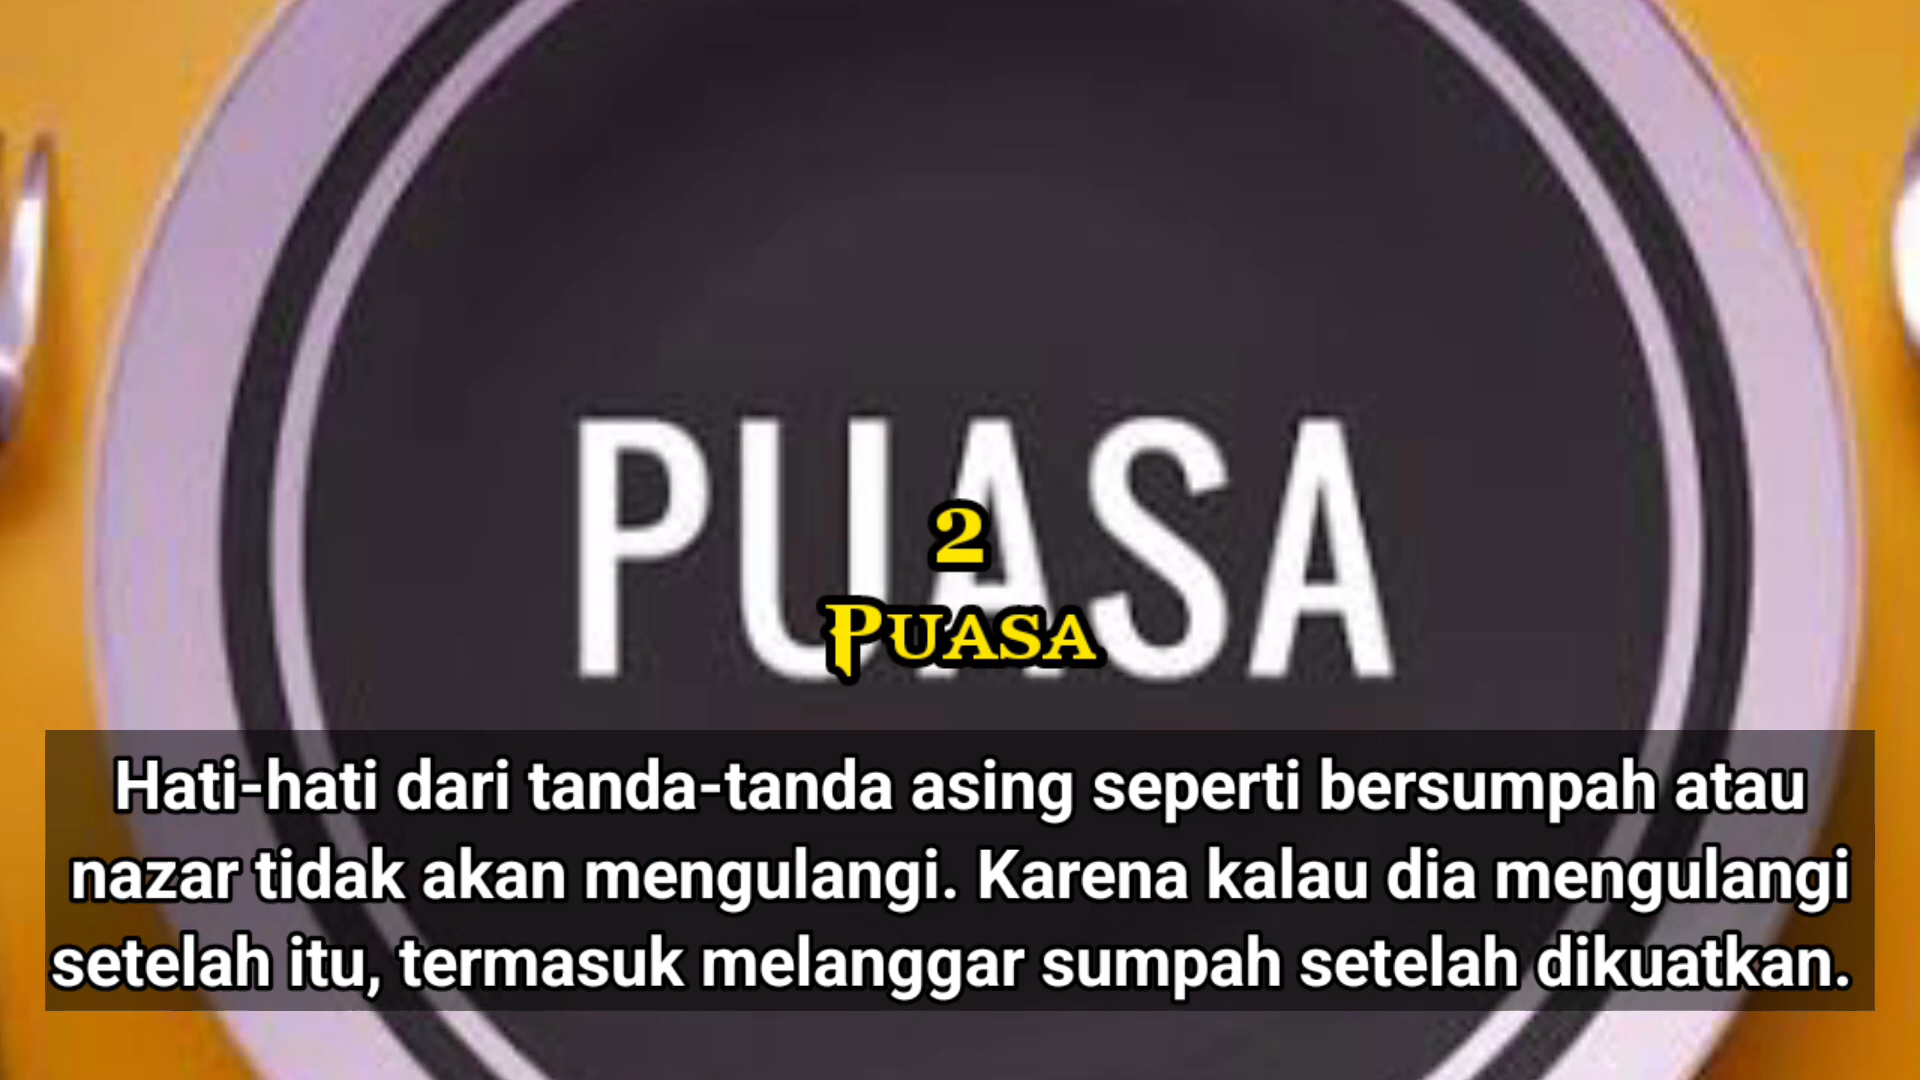 PUASA
2
Puasa
Hati-hati dari tanda-tanda asing seperti bersumpah atau
nazar tidak akan mengulangi. Karena kalau dia mengulangi
setelah itu, termasuk melanggar sumpah setelah dikuatkan.